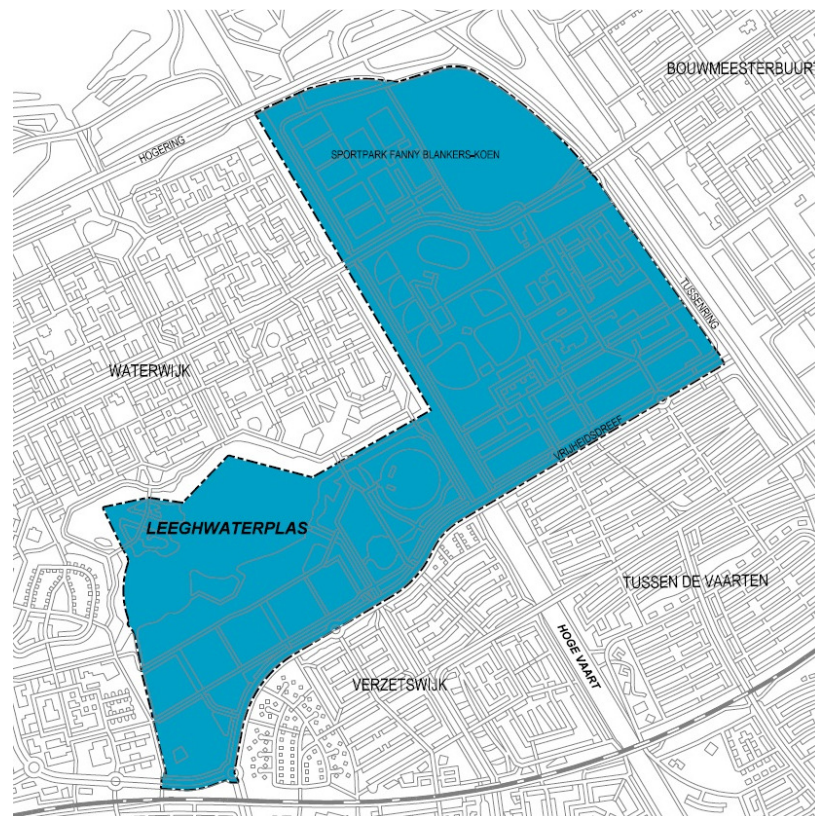 BOUWMEESTERBUURT
HOGERING
SPORTPARK FANNY BLANKERS-KOEN
TUSSENRING
WATERWIJK
VRIJHEIDSDREEF
LEEGHWATERPLAS
TUSSEN DE VAARTEN
HOGE VAART
VERZETSWIJK